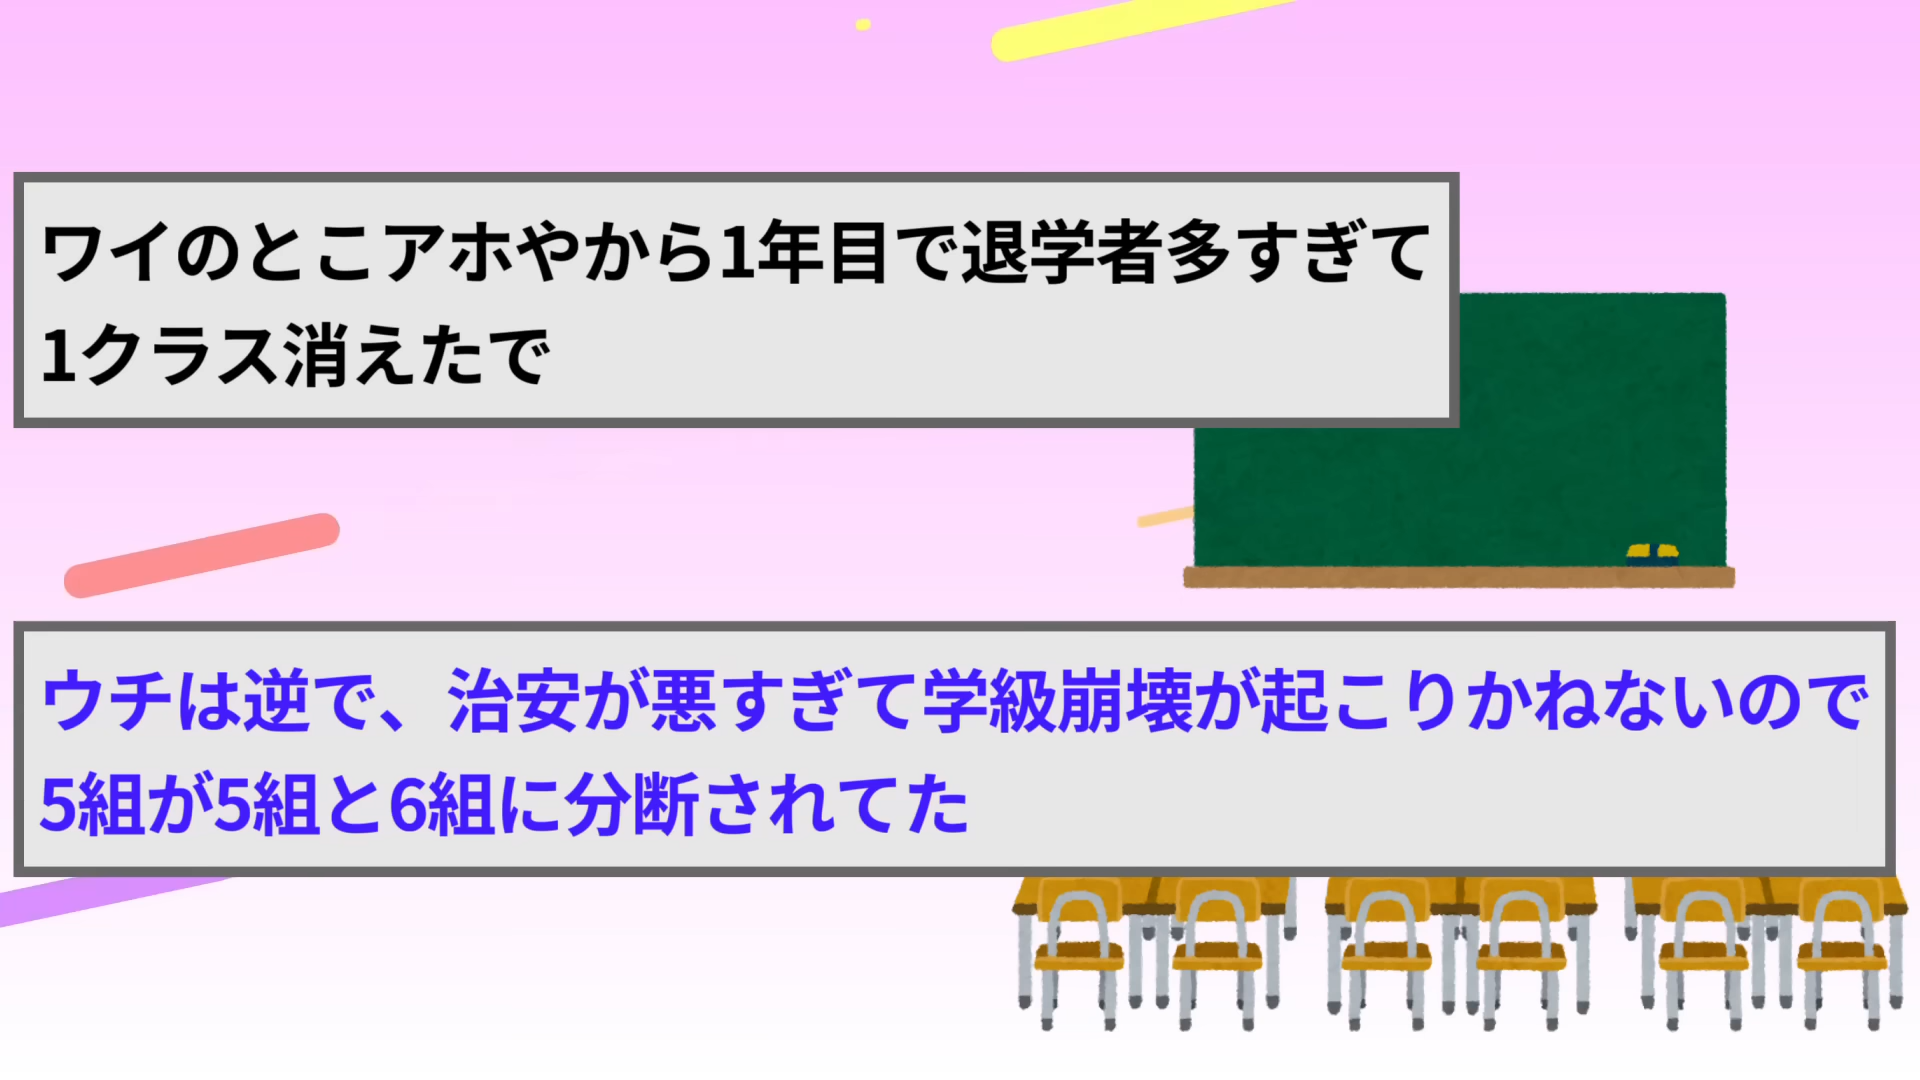 ワイのとこアホやから1年目で退学者多すぎて
1クラス消えたで
ウチは逆で、治安が悪すぎて学級崩壊が起こりかねないので
5組が5組と6組に分断されてた